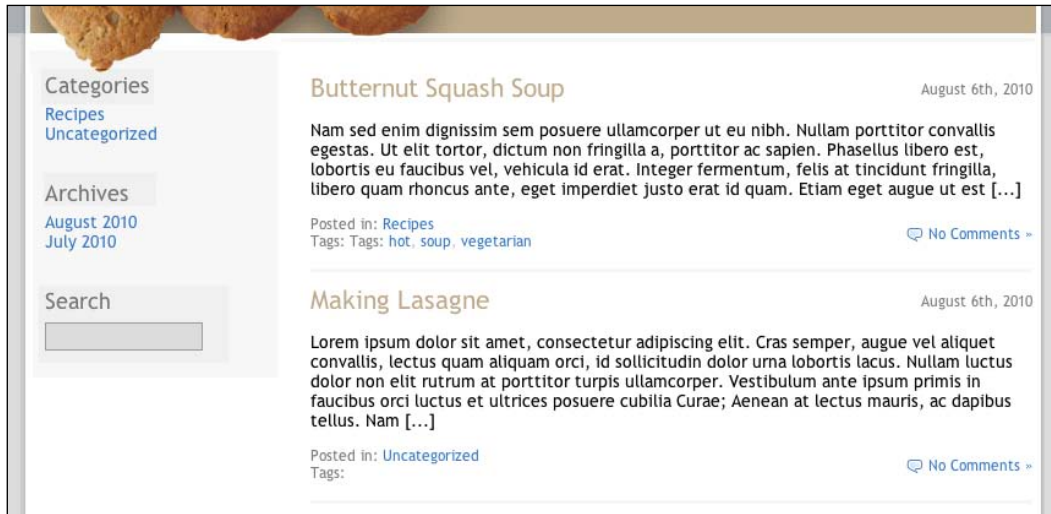 Categories
Recipes
Uncategorized
Archives
August 2010
July 2010
Search
Butternut Squash Soup
August 6th, 2010
Nam sed enim dignissim sem posuere ullamcorper ut eu nibh. Nullam porttitor convallis
egestas. Ut elit tortor, dictum non fringilla a, porttitor ac sapien. Phasellus libero est,
lobortis eu faucibus vel, vehicula id erat. Integer fermentum, felis at tincidunt fringilla,
libero quam rhoncus ante, eget imperdiet justo erat id quam. Etiam eget augue ut est [...]
Posted in: Recipes
Tags: Tags: hot, soup, vegetarian
No Comments »
Making Lasagne
August 6th, 2010
Lorem ipsum dolor sit amet, consectetur adipiscing elit. Cras semper, augue vel aliquet
convallis, lectus quam aliquam orci, id sollicitudin dolor urna lobortis lacus. Nullam luctus
dolor non elit rutrum at porttitor turpis ullamcorper. Vestibulum ante ipsum primis in
faucibus orci luctus et ultrices posuere cubilia Curae; Aenean at lectus mauris, ac dapibus
tellus. Nam [...]
Posted in: Uncategorized
Tags:
No Comments »